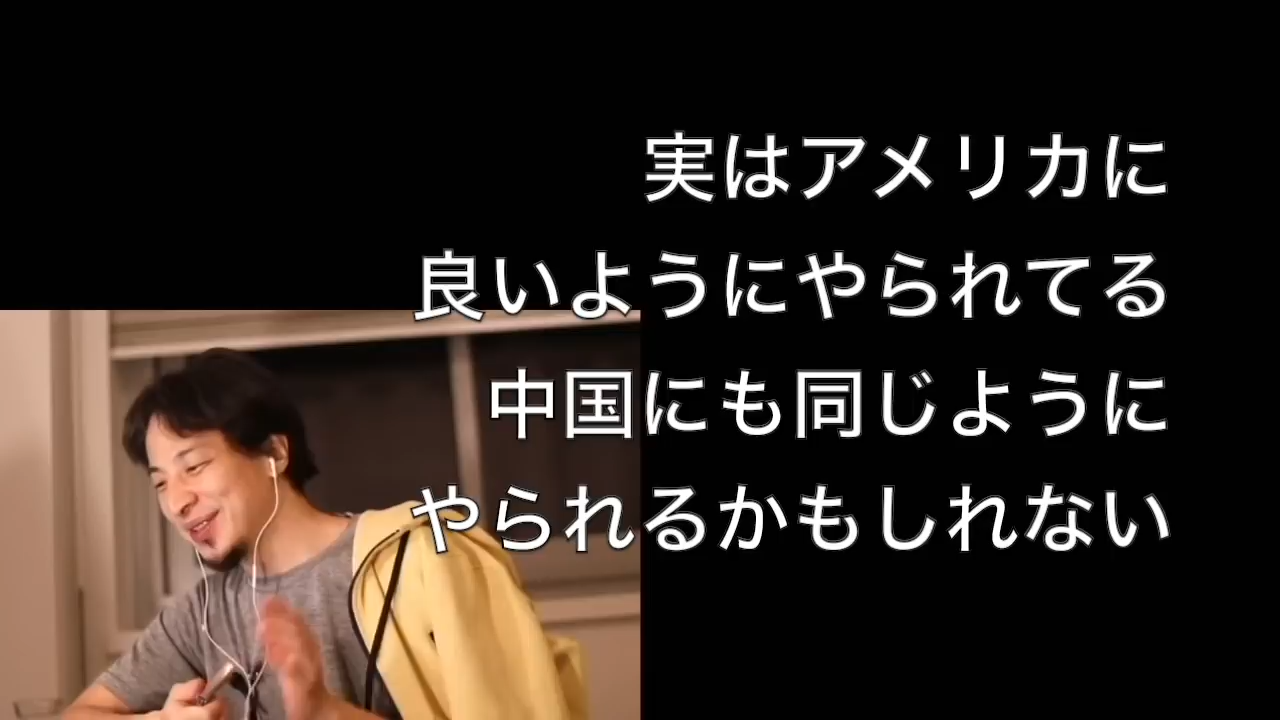 実はアメリカに
良いようにやられてる
中国にも同じように
やられるかもしれない